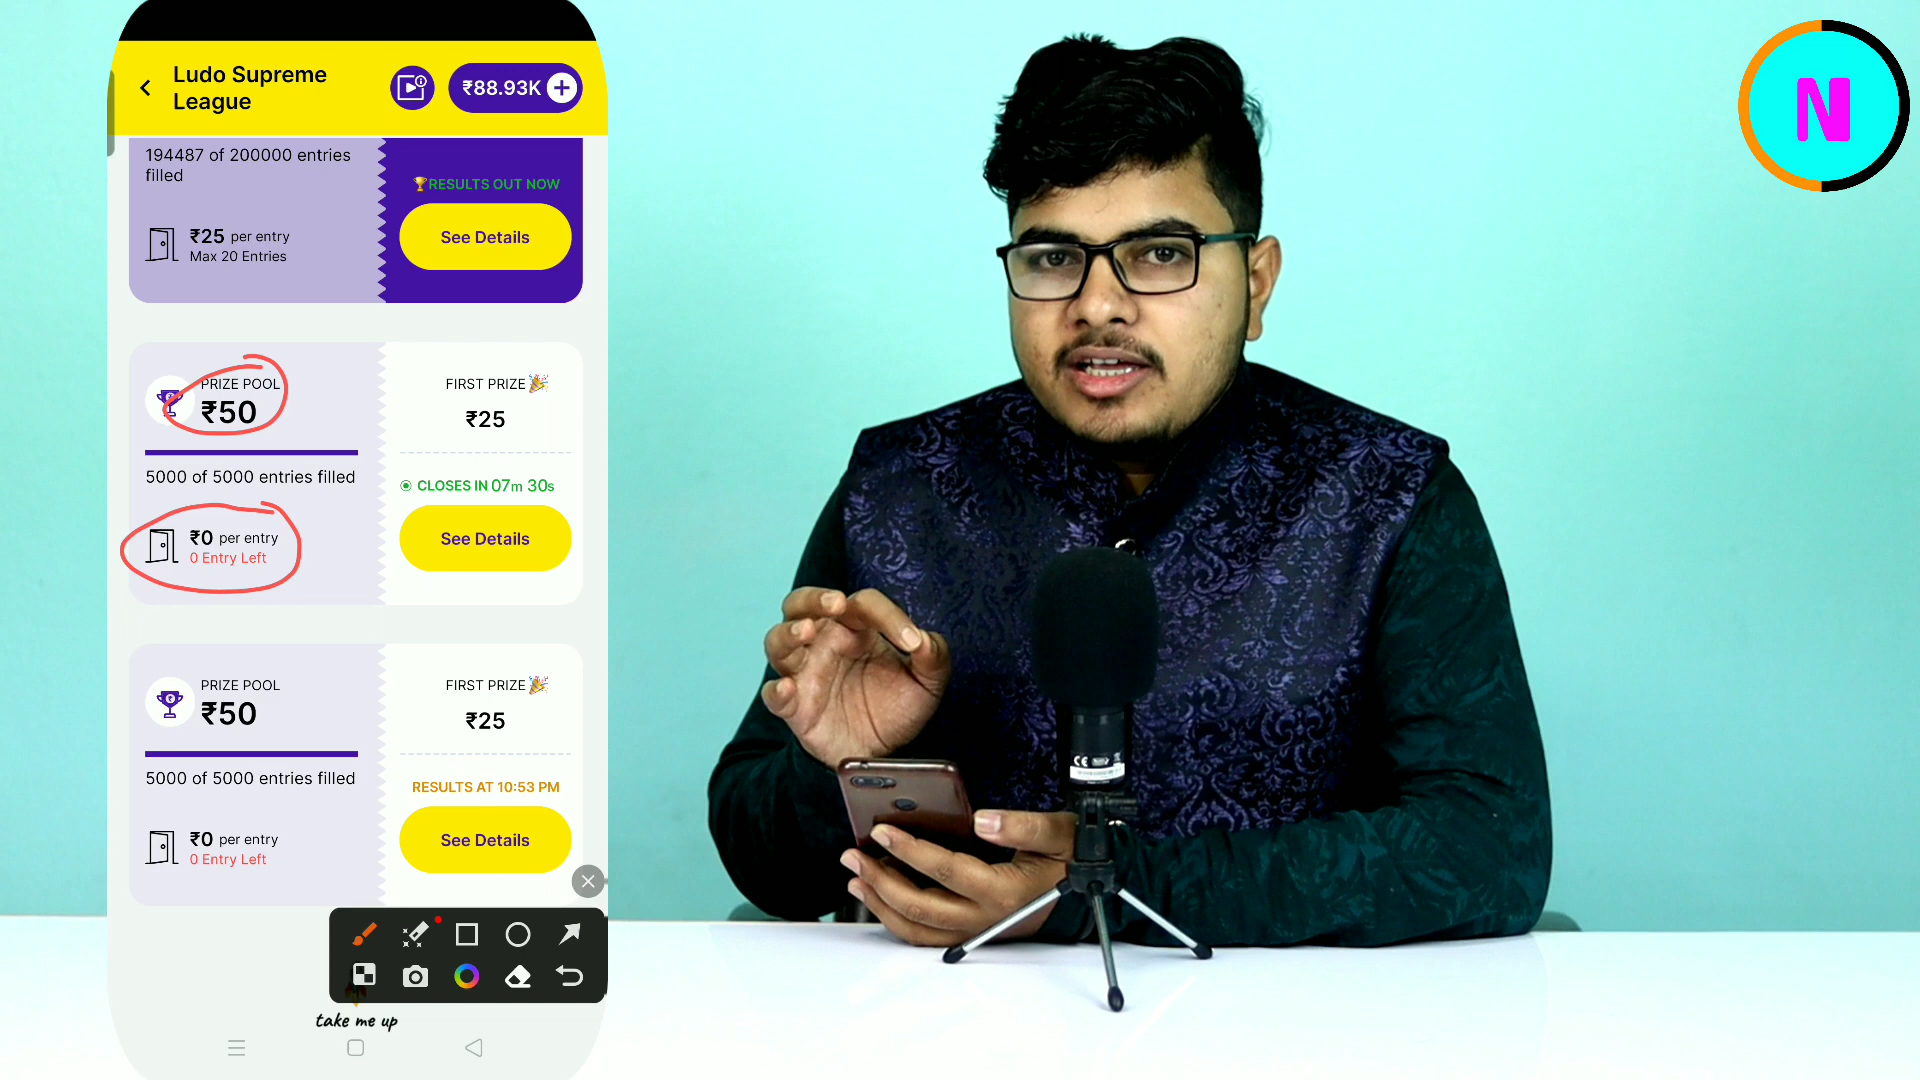 Ludo Supreme
League
₹88.93K
194487 of 200000 entries
filled
🏆RESULTS OUT NOW
₹25 per entry
Max 20 Entries
See Details
PRIZE POOL
₹50
FIRST PRIZE🎉
₹25
5000 of 5000 entries filled
CLOSES IN 07m 30s
₹0 per entry
0 Entry Left
See Details
PRIZE POOL
₹50
FIRST PRIZE🎉
₹25
5000 of 5000 entries filled
RESULTS AT 10:53 PM
₹0 per entry
0 Entry Left
See Details
take me up
N
CE